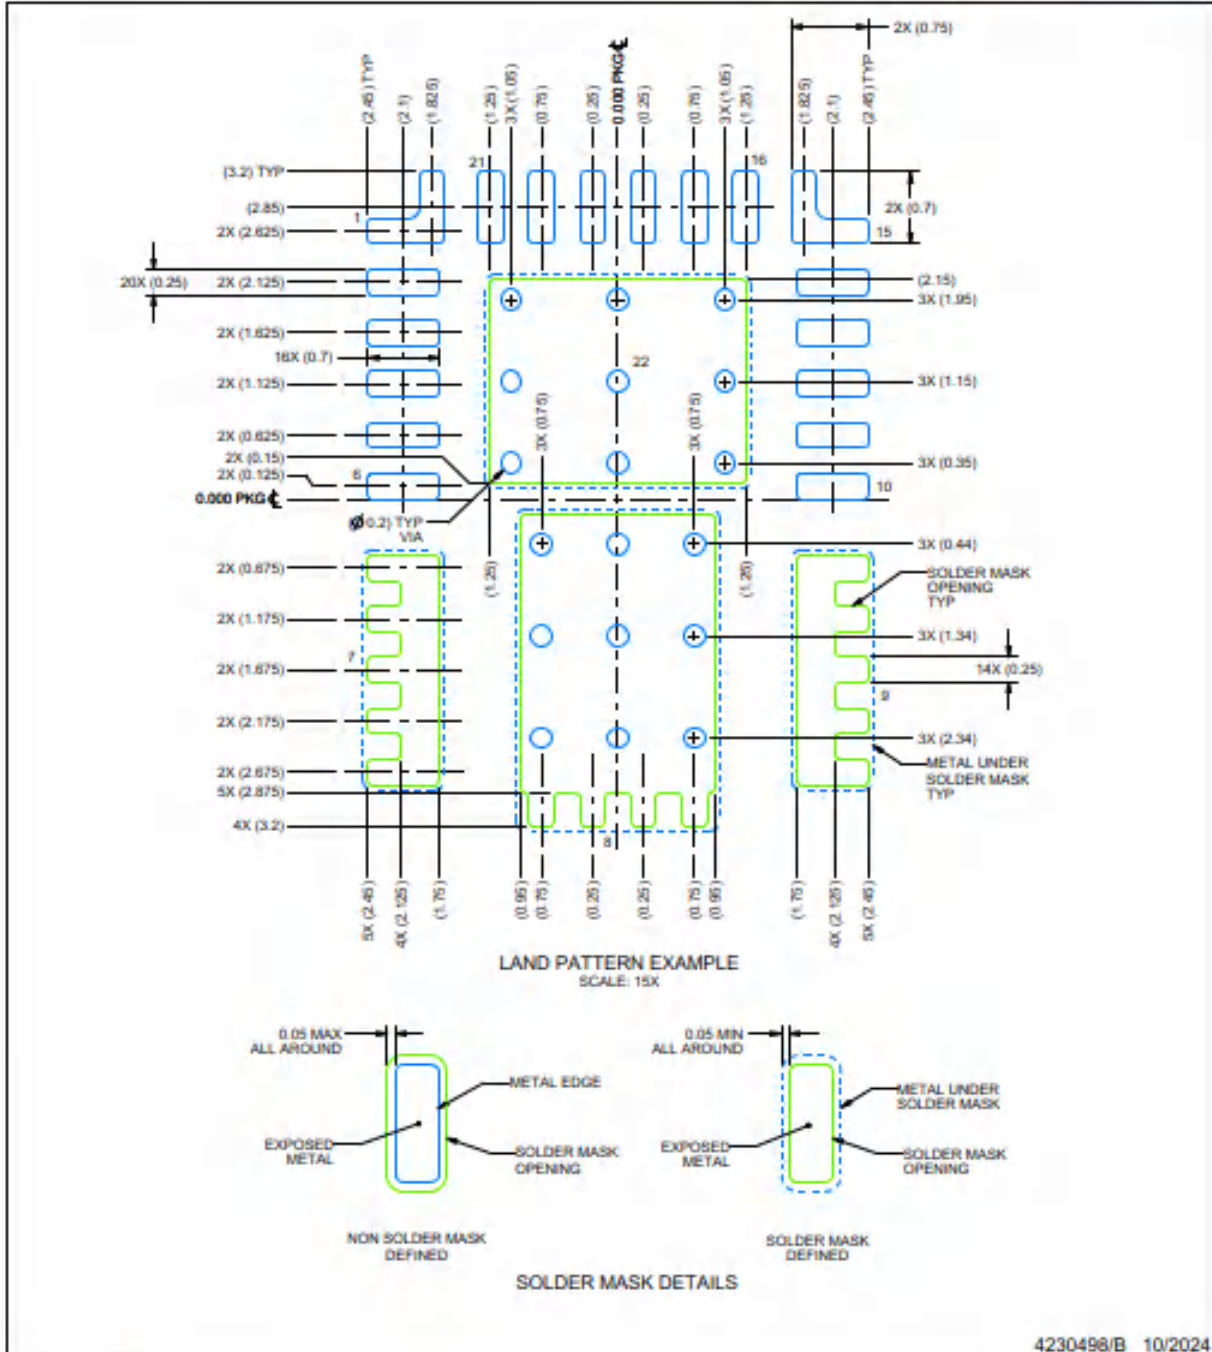 2X (0.75)
(2.45) TYP
(2.1)
(1.825)
(1.25)
3X (1.05)
(0.75)
(0.25)
0.000 PKG ℄
(0.25)
(0.75)
3X (1.05)
(1.25)
(1.825)
(2.1)
(2.45) TYP
21
16
(3.2) TYP
(2.85)
1
2X (2.625)
2X (0.7)
15
20X (0.25)
2X (2.125)
(2.15)
3X (1.95)
2X (1.625)
16X (0.7)
22
2X (1.125)
3X (1.15)
3X (0.75)
3X (0.75)
2X (0.625)
2X (0.15)
3X (0.35)
2X (0.125)
6
10
0.000 PKG ℄
(Ø0.2) TYP
VIA
3X (0.44)
2X (0.675)
(1.25)
(1.25)
SOLDER MASK
OPENING
TYP
2X (1.175)
3X (1.34)
7
2X (1.675)
14X (0.25)
9
2X (2.175)
3X (2.34)
2X (2.675)
METAL UNDER
SOLDER MASK
TYP
5X (2.875)
4X (3.2)
8
5X (2.45)
4X (2.125)
(1.75)
(0.95)
(0.75)
(0.25)
(0.25)
(0.75)
(0.95)
(1.75)
4X (2.125)
5X (2.45)
LAND PATTERN EXAMPLE
SCALE: 15X
0.05 MAX
ALL AROUND
METAL EDGE
EXPOSED
METAL
SOLDER MASK
OPENING
NON SOLDER MASK
DEFINED
0.05 MIN
ALL AROUND
METAL UNDER
SOLDER MASK
EXPOSED
METAL
SOLDER MASK
OPENING
SOLDER MASK
DEFINED
SOLDER MASK DETAILS
4230498/B 10/2024